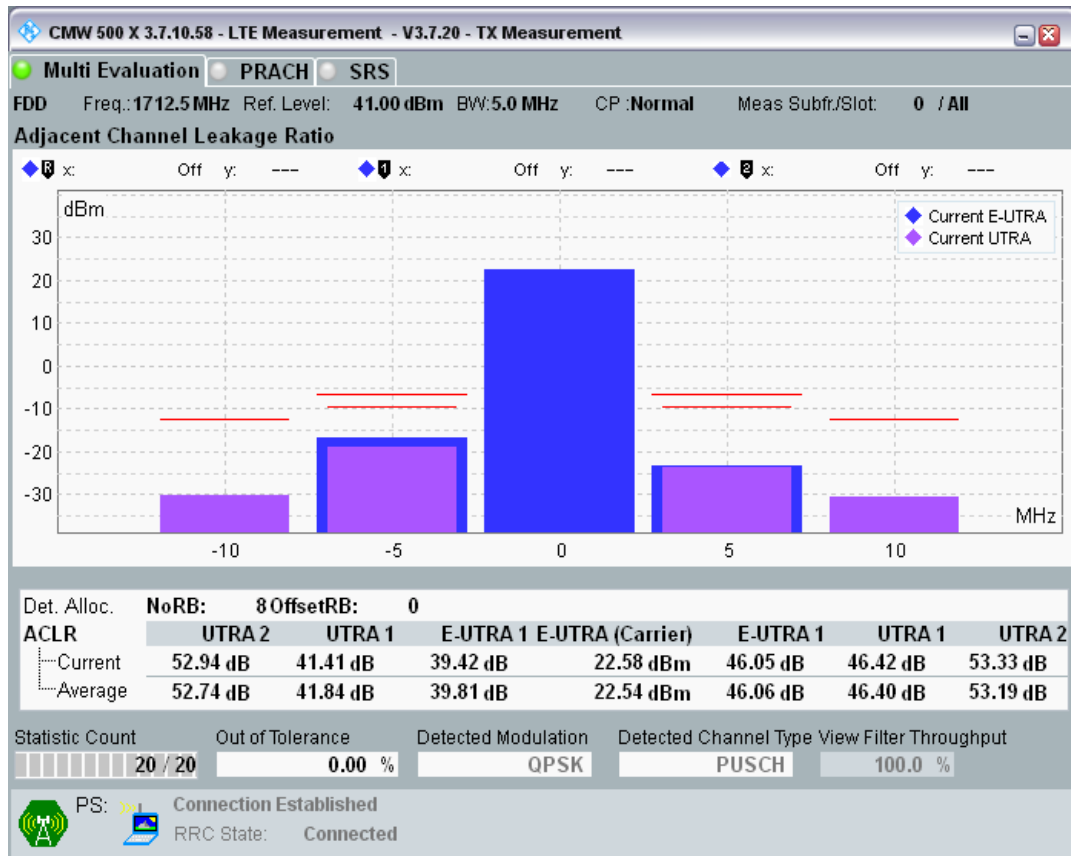 CMW 500 X 3.7.10.58 - LTE Measurement - V3.7.20 - TX Measurement
Multi Evaluation PRACH SRS
FDD Freq.:1712.5 MHz Ref. Level: 41.00 dBm BW:5.0 MHz CP :Normal Meas Subfr./Slot: 0 / All
Adjacent Channel Leakage Ratio
R x: Off y: --- 1 x: Off y: --- 2 x: Off y: ---
dBm
Current E-UTRA
Current UTRA
30
20
10
0
-10
-20
-30
MHz
-10 -5 0 5 10
Det. Alloc. NoRB: 8 OffsetRB: 0
ACLR UTRA 2 UTRA 1 E-UTRA 1 E-UTRA (Carrier) E-UTRA 1 UTRA 1 UTRA 2
Current 52.94 dB 41.41 dB 39.42 dB 22.58 dBm 46.05 dB 46.42 dB 53.33 dB
Average 52.74 dB 41.84 dB 39.81 dB 22.54 dBm 46.06 dB 46.40 dB 53.19 dB
Statistic Count Out of Tolerance Detected Modulation Detected Channel Type View Filter Throughput
20 / 20 0.00 % QPSK PUSCH 100.0 %
PS: Connection Established
RRC State: Connected